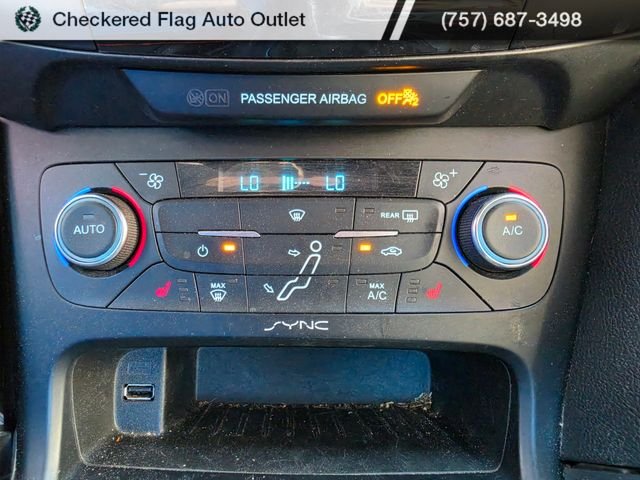 Checkered Flag Auto Outlet
(757) 687-3498
ON PASSENGER AIRBAG OFF
LO LO
REAR
AUTO
A/C
MAX
MAX
A/C
SYNC